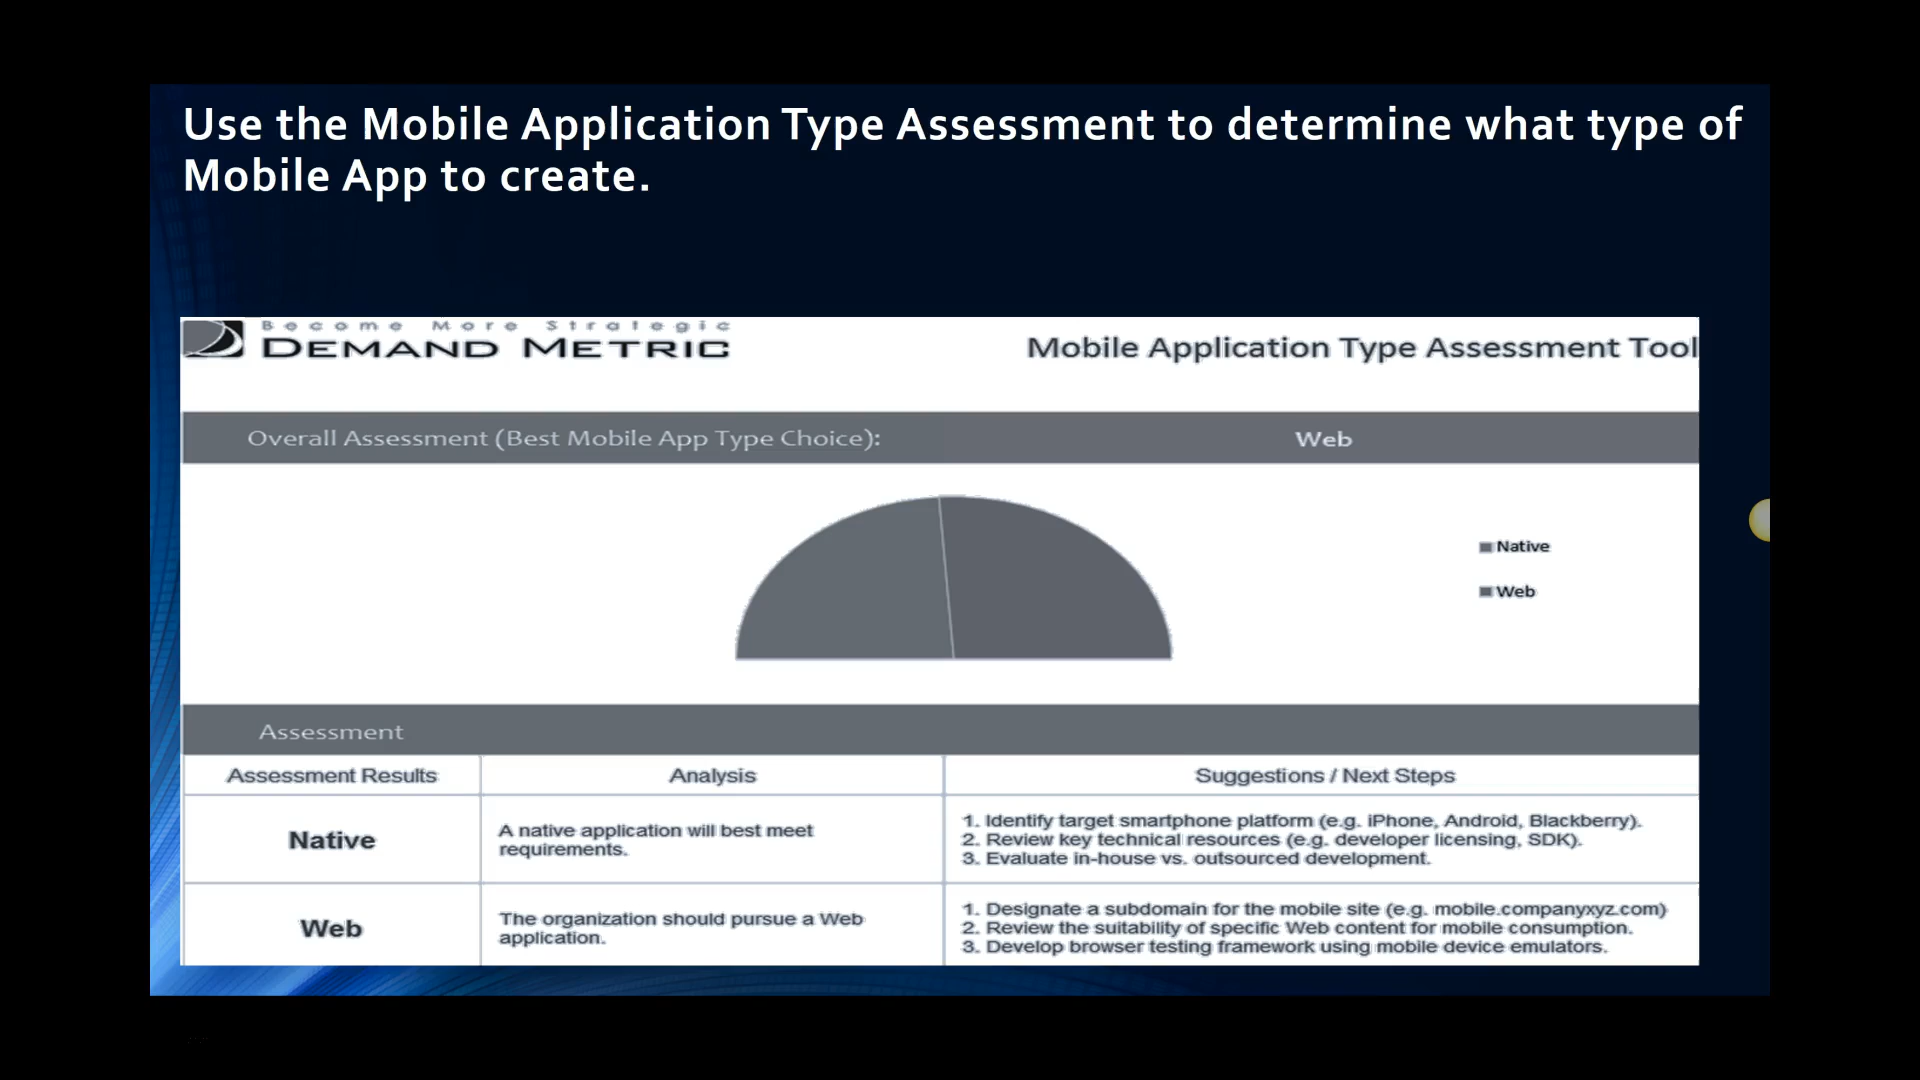 Use the Mobile Application Type Assessment to determine what type of
Mobile App to create.
Become More Strategic
DEMAND METRIC
Mobile Application Type Assessment Tool
Overall Assessment (Best Mobile App Type Choice):
Web
Native
Web
Assessment
Assessment Results
Analysis
Suggestions / Next Steps
Native
A native application will best meet
requirements.
1. Identify target smartphone platform (e.g. iPhone, Android, Blackberry).
2. Review key technical resources (e.g. developer licensing, SDK).
3. Evaluate in-house vs. outsourced development.
Web
The organization should pursue a Web
application.
1. Designate a subdomain for the mobile site (e.g. mobile.companyxyz.com)
2. Review the suitability of specific Web content for mobile consumption.
3. Develop browser testing framework using mobile device emulators.